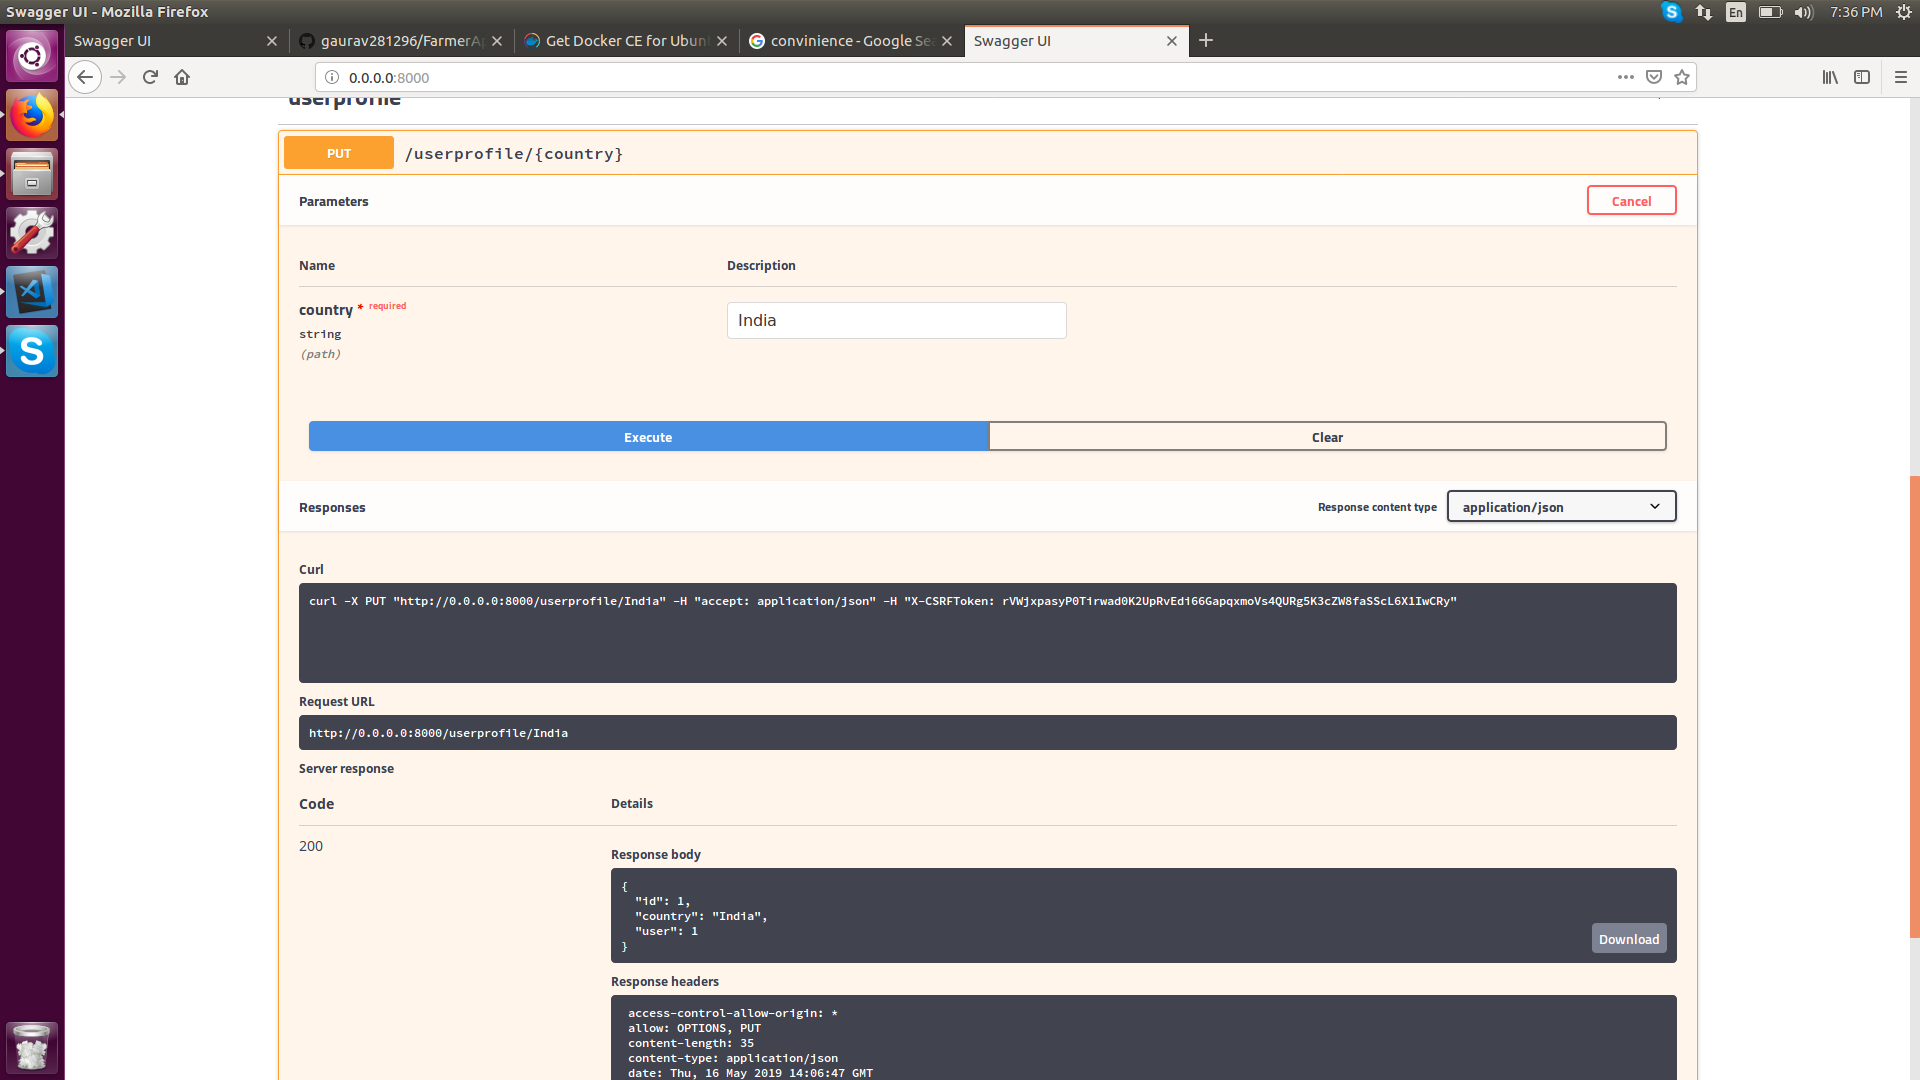 Swagger UI - Mozilla Firefox
En
7:36 PM
Swagger UI
gaurav281296/FarmerAp
Get Docker CE for Ubun
convinience - Google Sea
Swagger UI
0.0.0.0:8000
userprofile
PUT
/userprofile/{country}
Parameters
Cancel
Name
Description
country * required
India
string
(path)
Execute
Clear
Responses
Response content type
application/json
Curl
curl -X PUT "http://0.0.0.0:8000/userprofile/India" -H "accept: application/json" -H "X-CSRFToken: rVWjxpasyP0Tirwad0K2UpRvEdi66GapqxmoVs4QURg5K3cZW8faSScL6X1IwCRy"
Request URL
http://0.0.0.0:8000/userprofile/India
Server response
Code
Details
200
Response body
{
"id": 1,
"country": "India",
"user": 1
}
Download
Response headers
access-control-allow-origin: *
allow: OPTIONS, PUT
content-length: 35
content-type: application/json
date: Thu, 16 May 2019 14:06:47 GMT